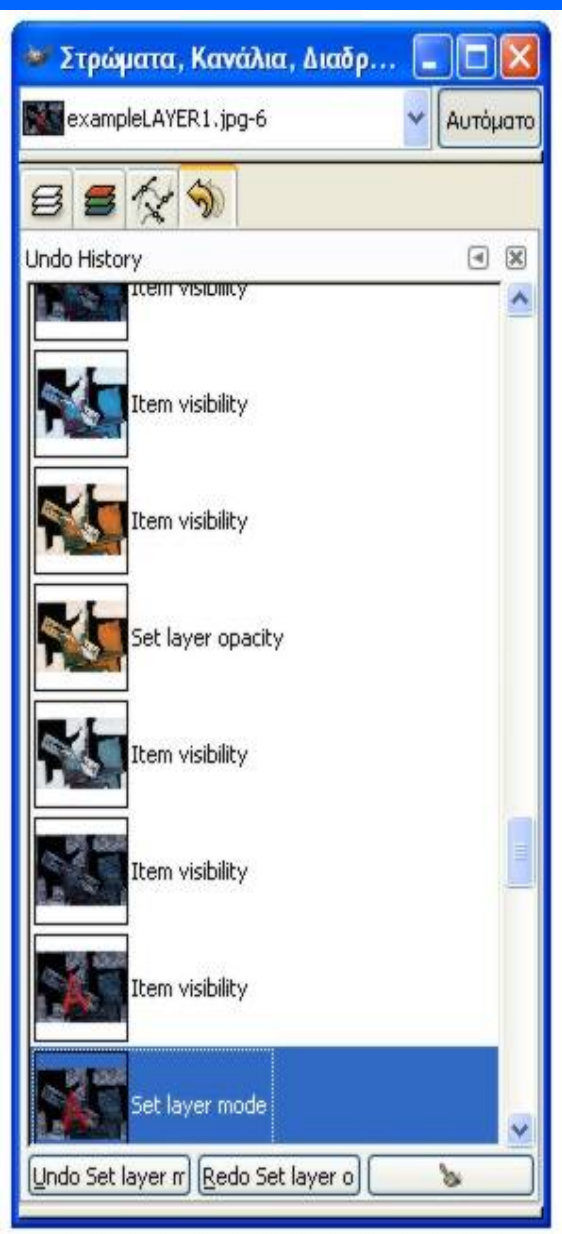 Στρώματα, Κανάλια, Διαδρ...
exampleLAYER1.jpg-6
Αυτόματο
Undo History
Item visibility
Item visibility
Item visibility
Set layer opacity
Item visibility
Item visibility
Item visibility
Set layer mode
Undo Set layer m
Redo Set layer o